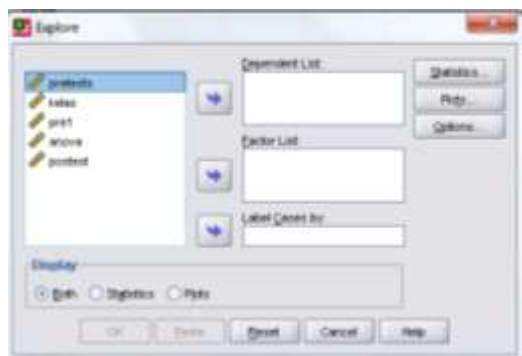 Explore
Dependent List:
Statistics...
pretests
Plots...
kelas
Options...
pre1
anova
Factor List:
postest
Label Cases by:
Display
Both Statistics Plots
OK Paste Reset Cancel Help